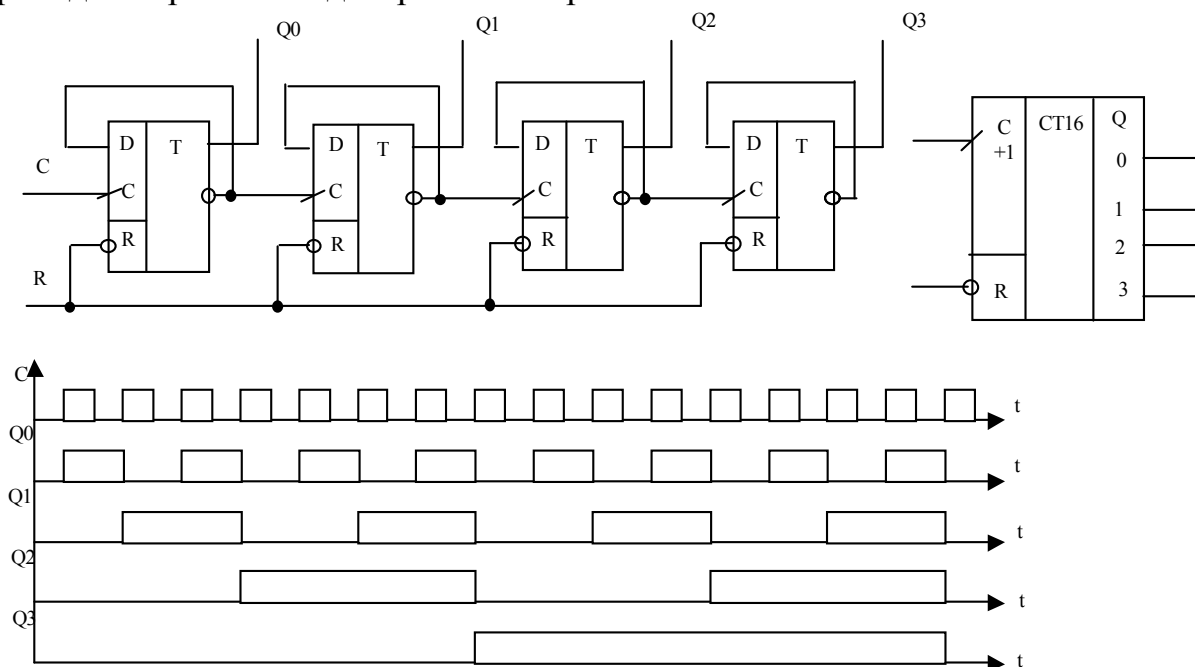 Q0 Q1 Q2 Q3
D T D T D T D T
C +1 CT16 Q
C C C C C
0
R R R R
1
2
R
R 3
C
t
Q0
t
Q1
t
Q2
t
Q3
t